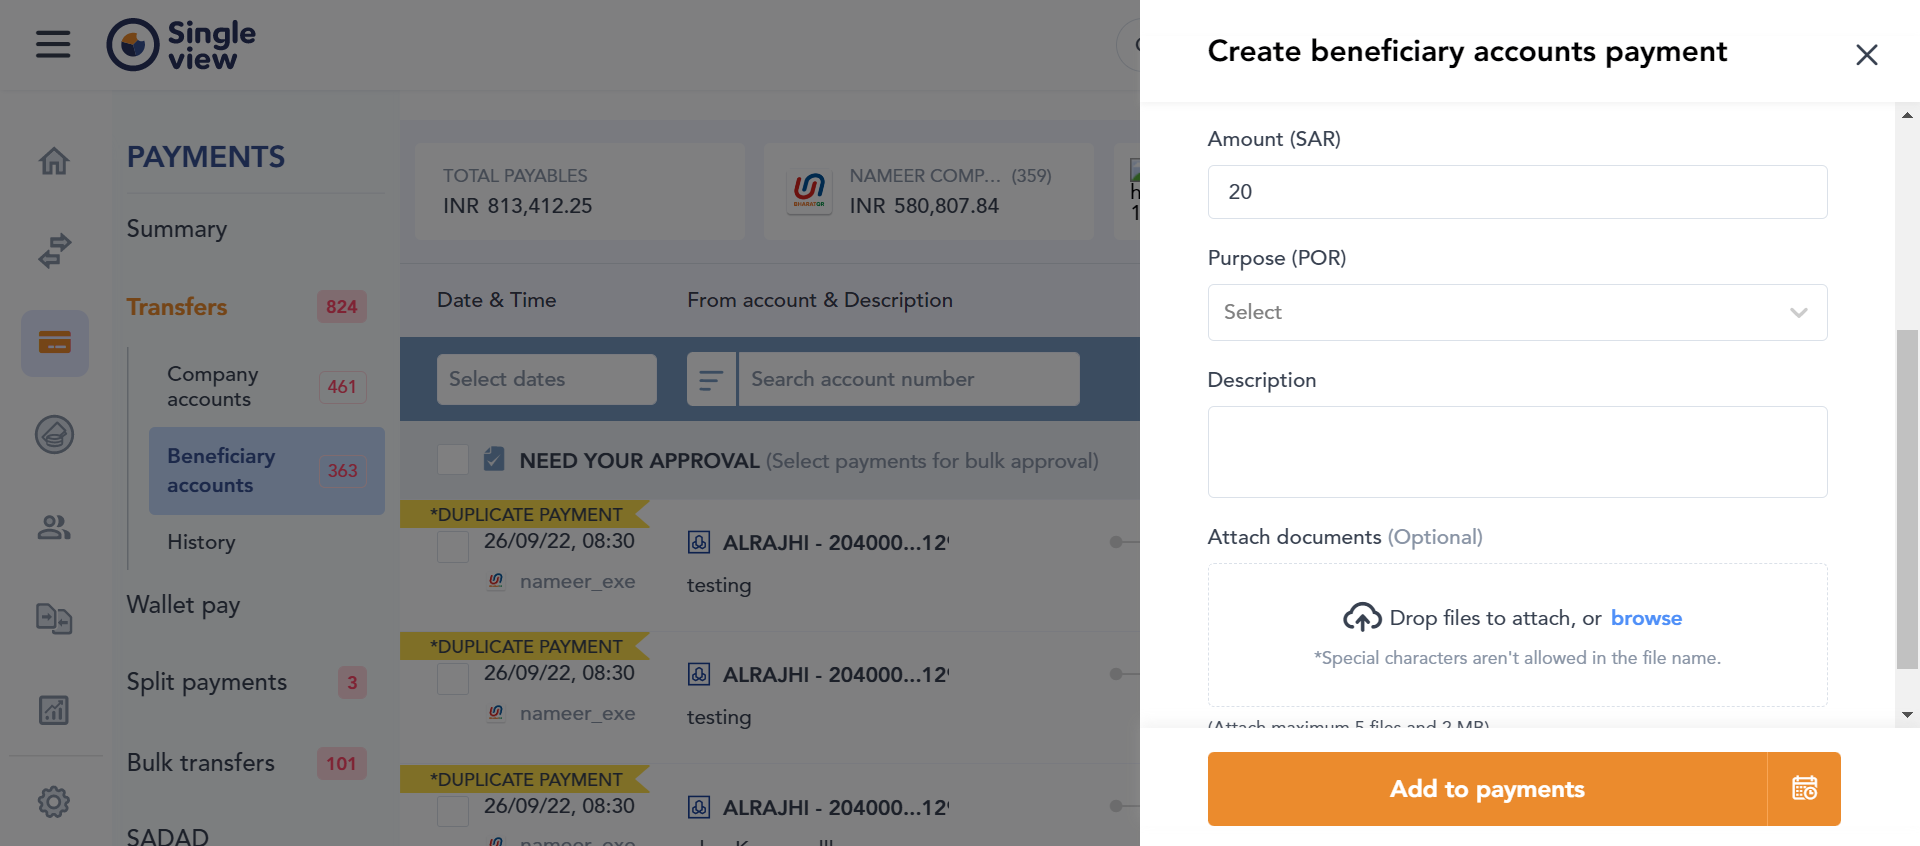 Single
view
PAYMENTS
Summary
Transfers 824
Company
accounts 461
Beneficiary
accounts 363
History
Wallet pay
Split payments 3
Bulk transfers 101
SADAD
TOTAL PAYABLES
INR 813,412.25
BHARATQR
NAMEER COMP... (359)
INR 580,807.84
h
1
Date & Time From account & Description
Select dates Search account number
NEED YOUR APPROVAL (Select payments for bulk approval)
*DUPLICATE PAYMENT
26/09/22, 08:30 ALRAJHI - 204000...12
nameer_exe testing
*DUPLICATE PAYMENT
26/09/22, 08:30 ALRAJHI - 204000...12
nameer_exe testing
*DUPLICATE PAYMENT
26/09/22, 08:30 ALRAJHI - 204000...12
nameer_exe
Create beneficiary accounts payment
Amount (SAR)
20
Purpose (POR)
Select
Description
Attach documents (Optional)
Drop files to attach, or browse
*Special characters aren't allowed in the file name.
(Attach maximum 5 files and 2 MB)
Add to payments